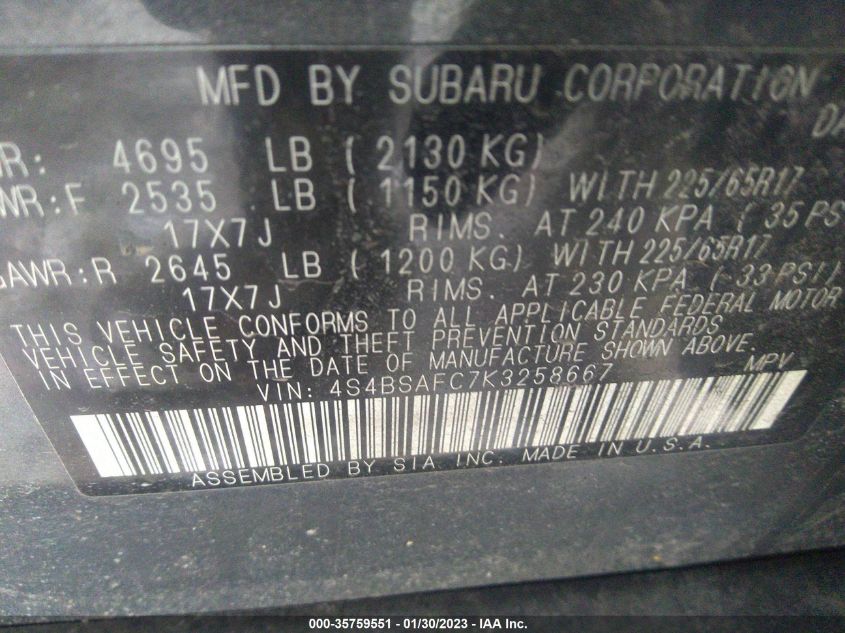 MFD BY SUBARU CORPORATION
DA
R: 4695 LB ( 2130 KG)
WR:F 2535 LB ( 1150 KG) WITH 225/65R17
17X7J RIMS. AT 240 KPA ( 35 PS
GAWR:R 2645 LB ( 1200 KG) WITH 225/65R17
17X7J RIMS. AT 230 KPA ( 33 PSI)
THIS VEHICLE CONFORMS TO ALL APPLICABLE FEDERAL MOTOR
VEHICLE SAFETY AND THEFT PREVENTION STANDARDS
IN EFFECT ON THE DATE OF MANUFACTURE SHOWN ABOVE.
VIN: 4S4BSAFC7K3258667 MPV
ASSEMBLED BY SIA INC. MADE IN U.S.A.
000-35759551 — 01/30/2023 — © IAA Inc.